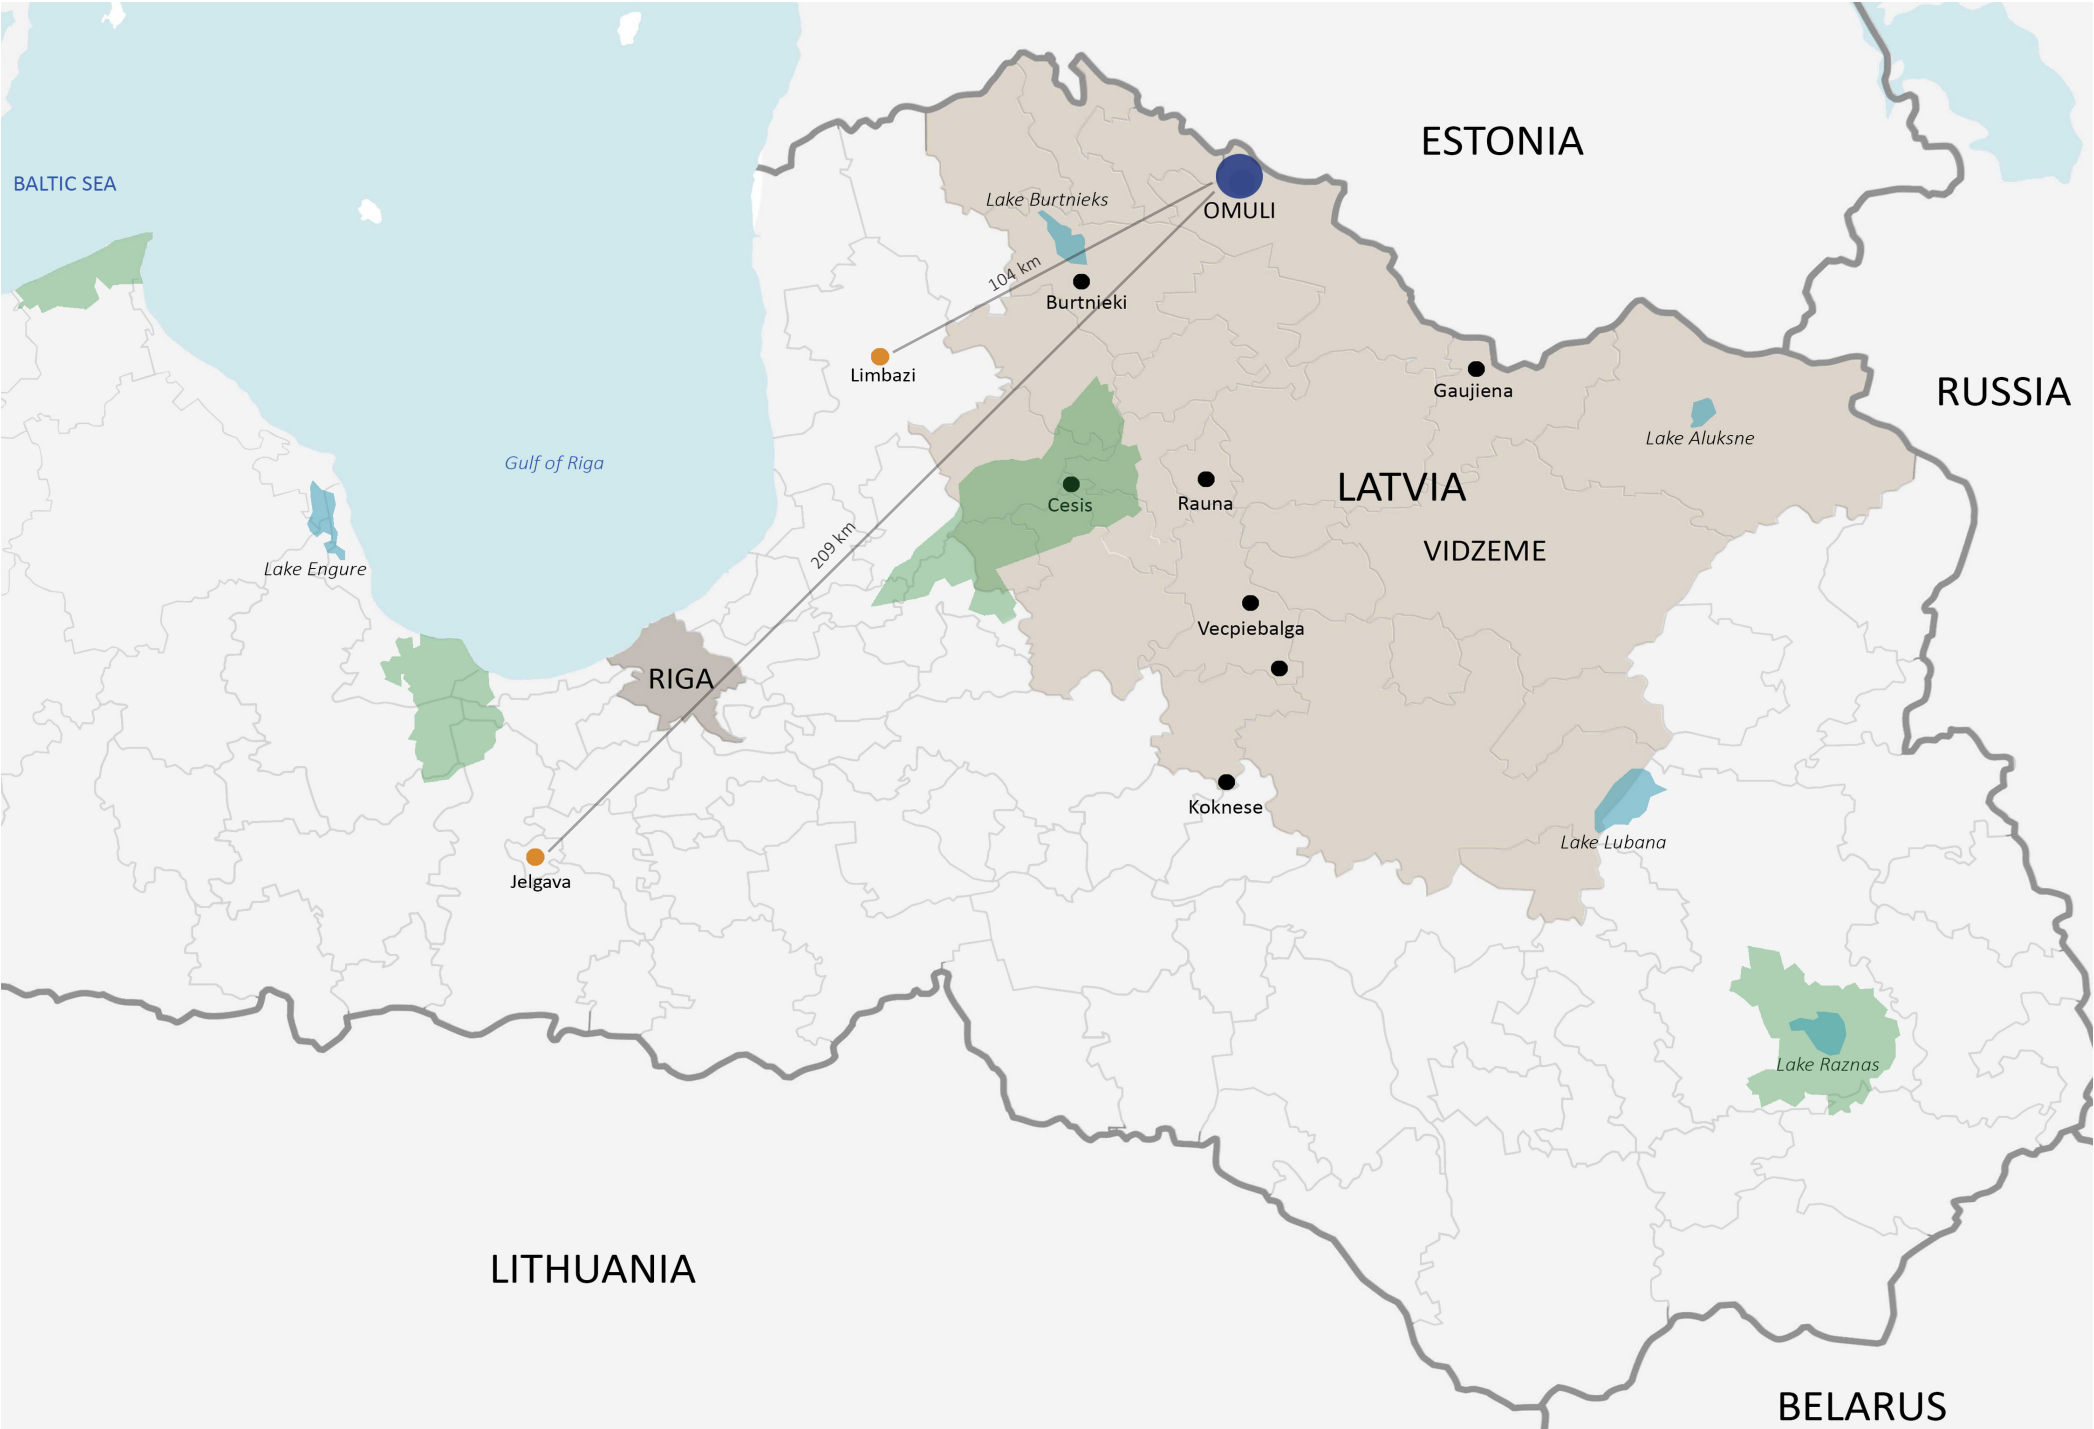 ESTONIA
BALTIC SEA
Lake Burtnieks
OMULI
104 km
Burtnieki
Limbazi
Gaujiena
RUSSIA
Lake Aluksne
Gulf of Riga
LATVIA
Cesis
Rauna
209 km
VIDZEME
Lake Engure
Vecpiebalga
RIGA
Koknese
Lake Lubana
Jelgava
Lake Raznas
LITHUANIA
BELARUS